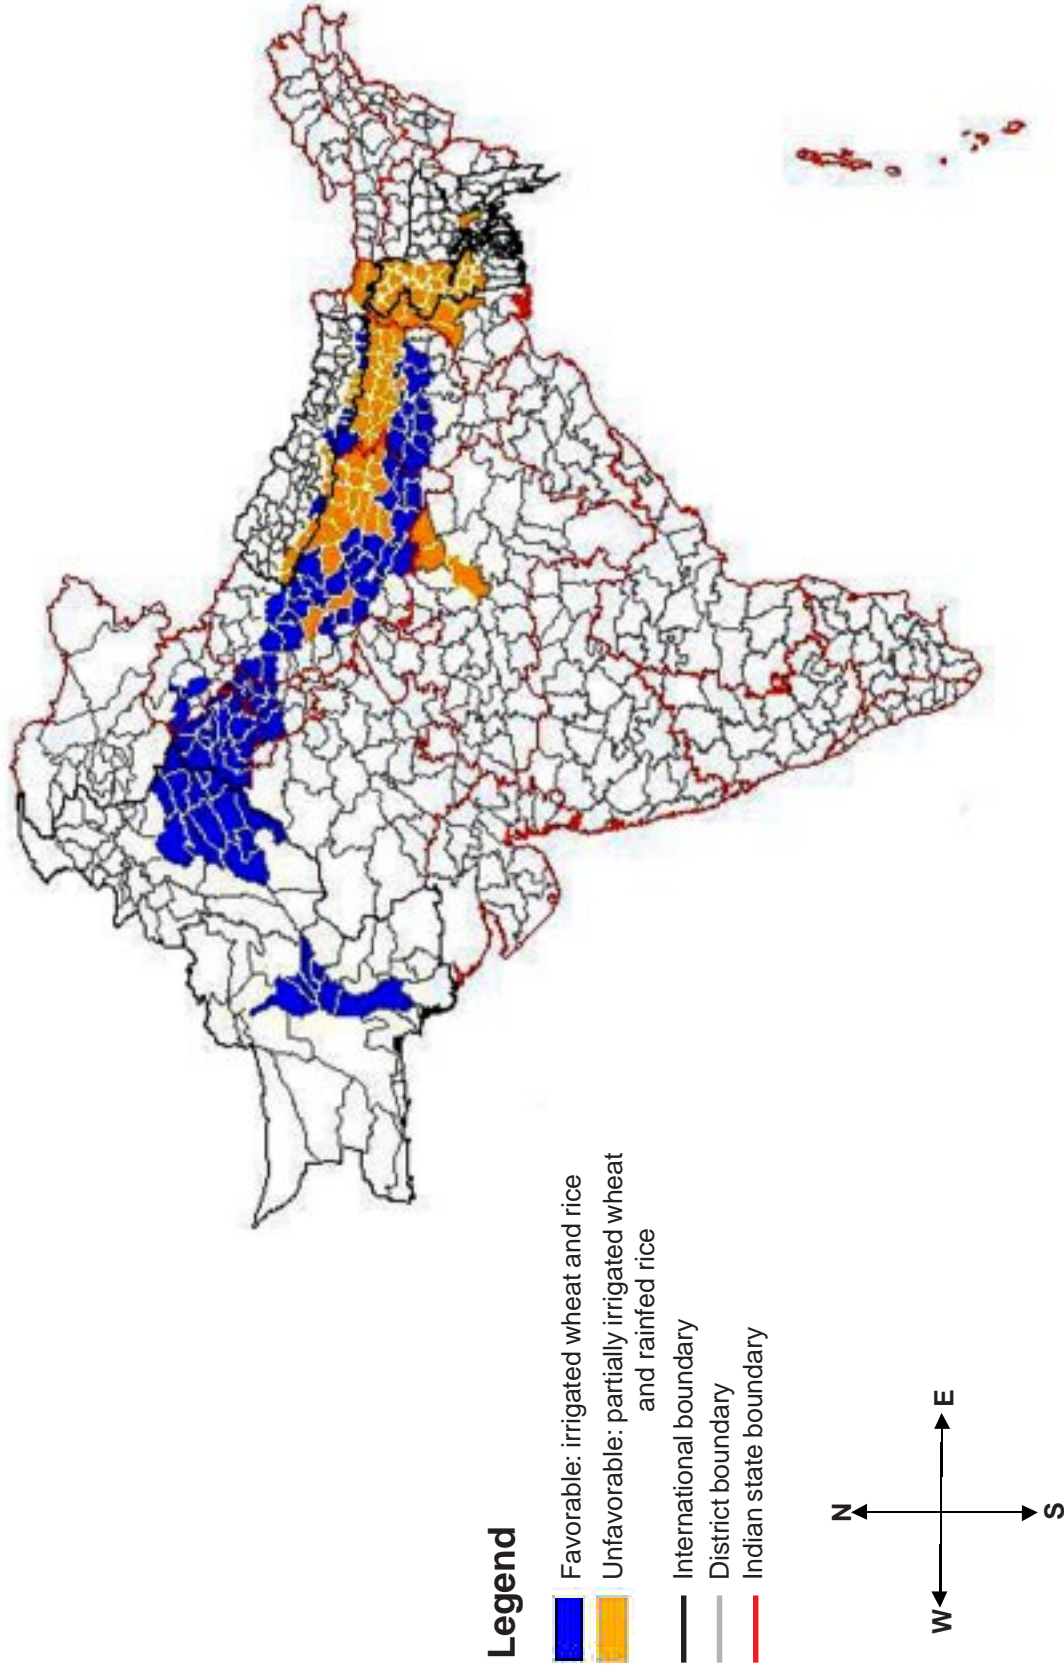 Legend
Favorable: irrigated wheat and rice
Unfavorable: partially irrigated wheat
and rainfed rice
International boundary
District boundary
Indian state boundary
N
W
E
S